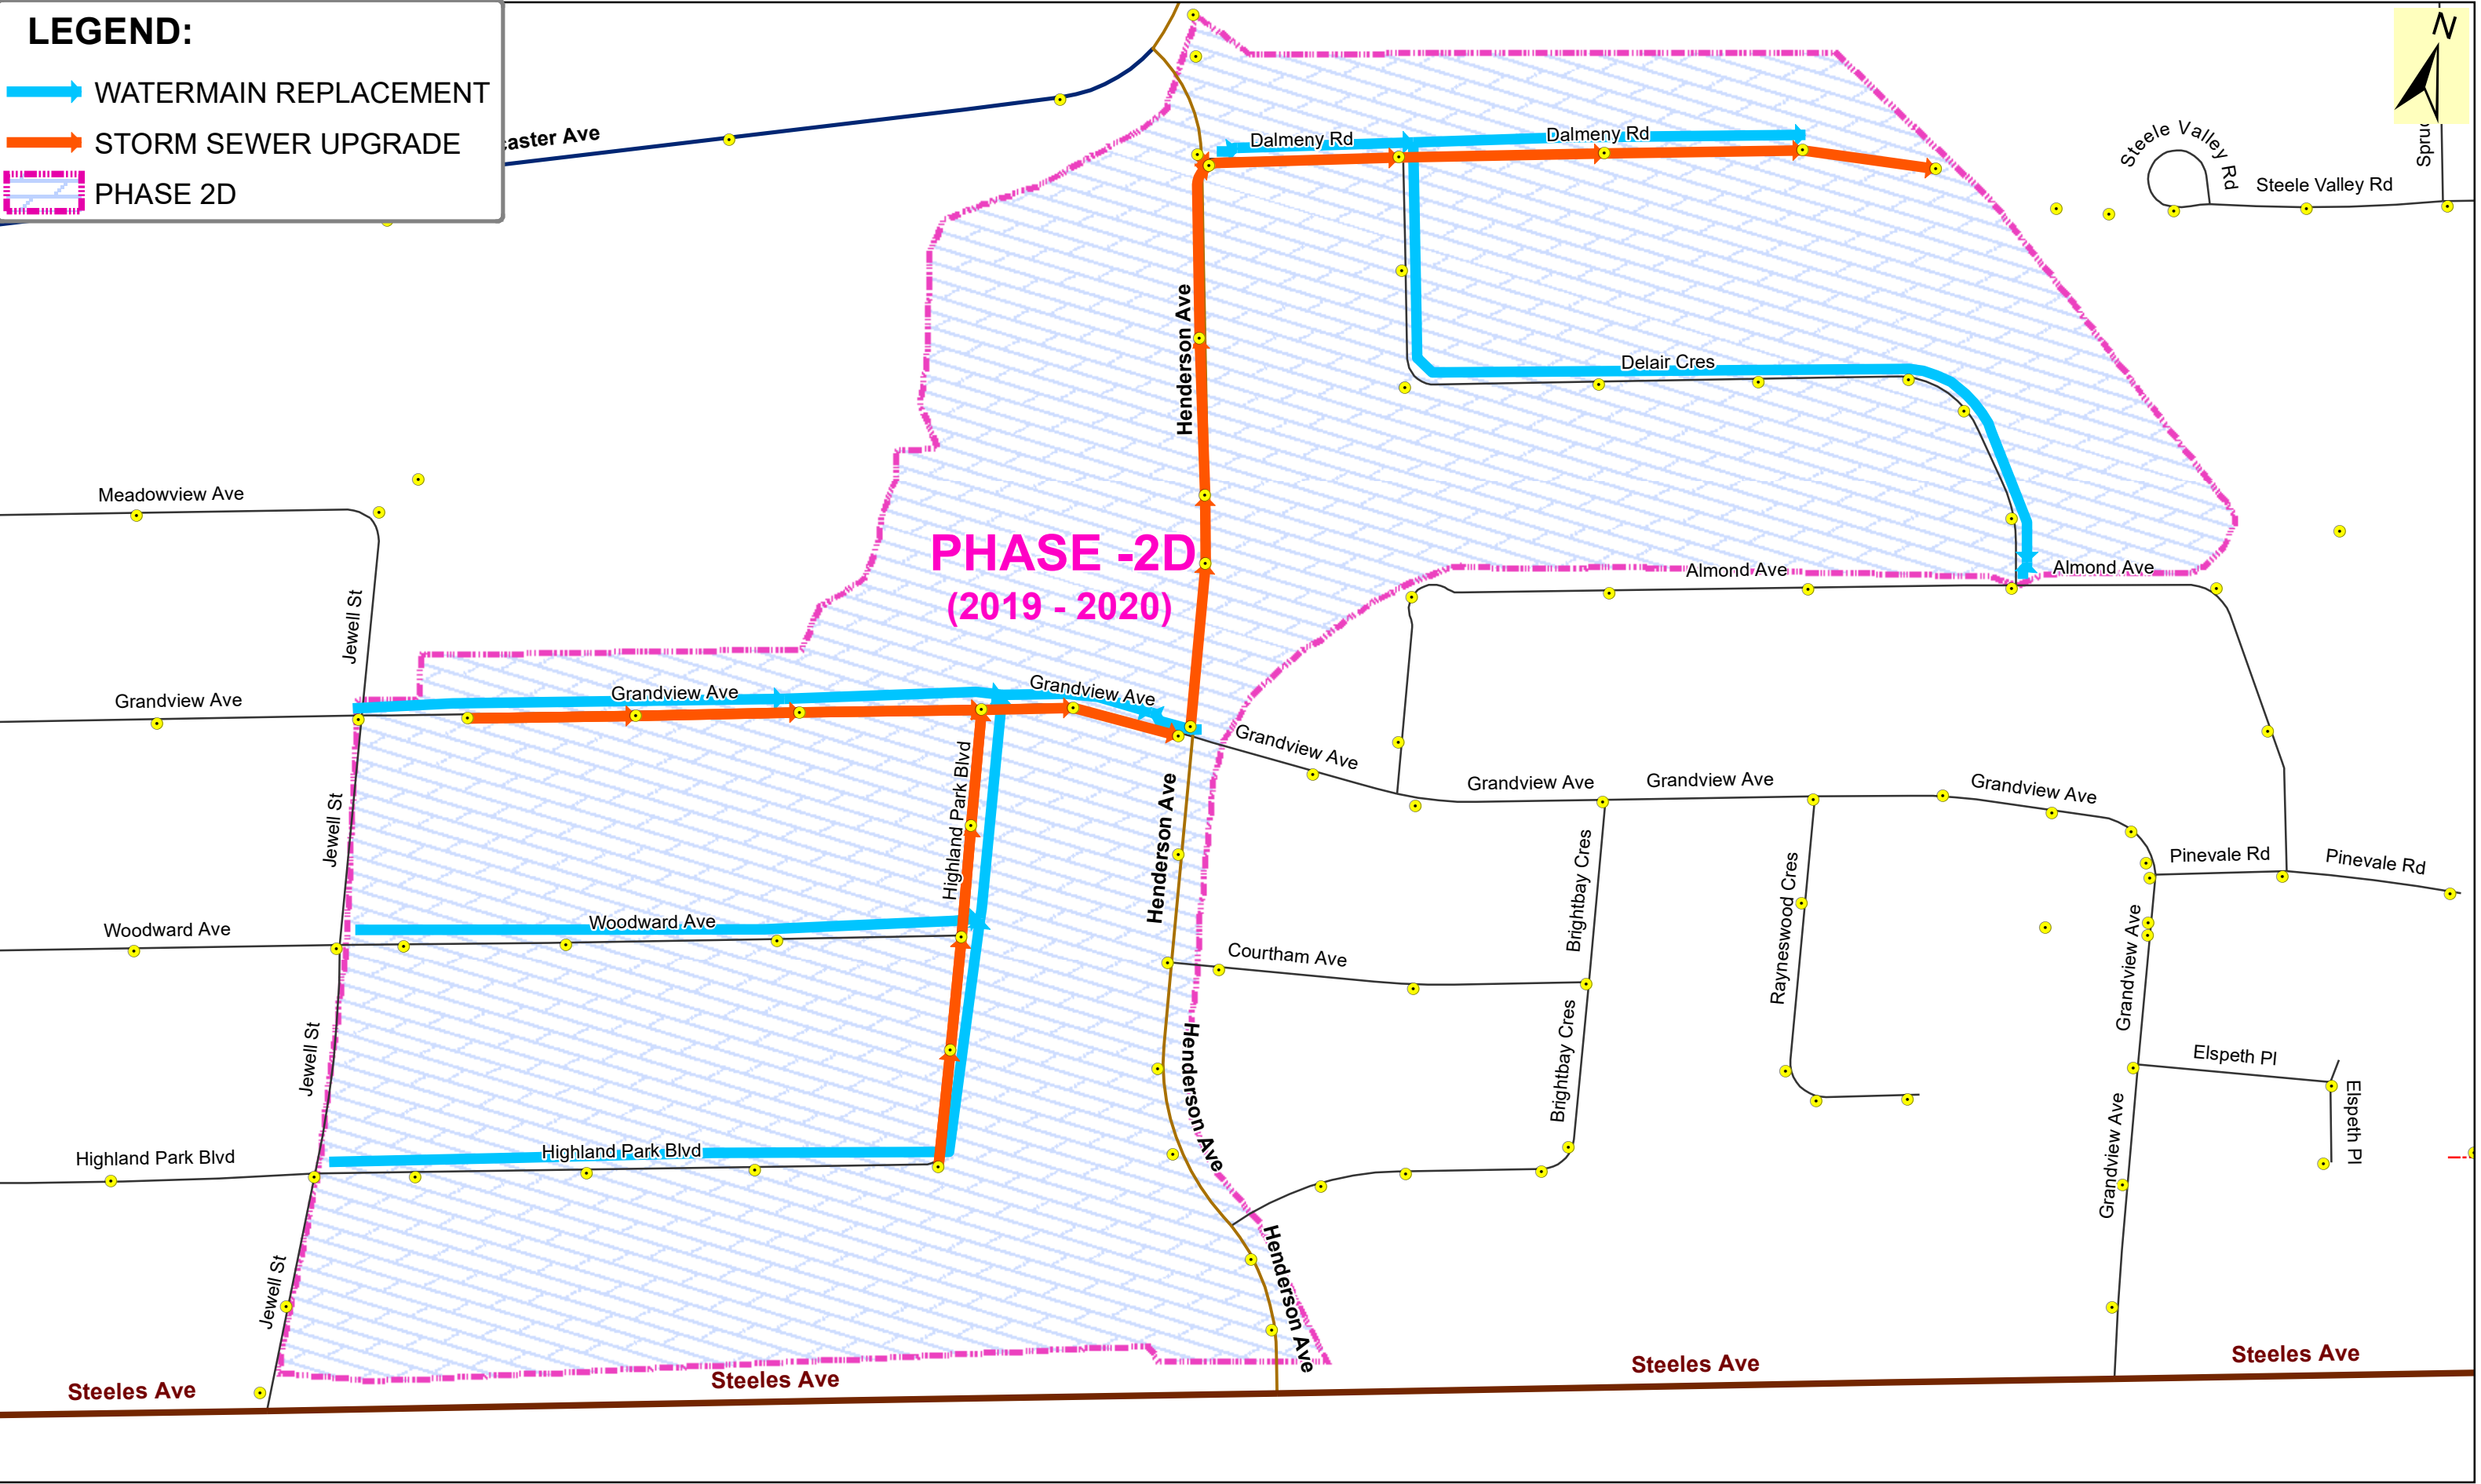 LEGEND:
WATERMAIN REPLACEMENT
STORM SEWER UPGRADE
PHASE 2D
N
Dalmeny Rd
Dalmeny Rd
Steele Valley Rd
Steele Valley Rd
Henderson Ave
Delair Cres
Meadowview Ave
PHASE -2D
(2019 - 2020)
Almond Ave
Almond Ave
Jewell St
Grandview Ave
Grandview Ave
Grandview Ave
Grandview Ave
Grandview Ave
Grandview Ave
Grandview Ave
Highland Park Blvd
Henderson Ave
Jewell St
Brightbay Cres
Rayneswood Cres
Pinevale Rd
Pinevale Rd
Woodward Ave
Woodward Ave
Courtham Ave
Grandview Ave
Jewell St
Henderson Ave
Brightbay Cres
Elspeth Pl
Elspeth Pl
Grandview Ave
Highland Park Blvd
Highland Park Blvd
Jewell St
Henderson Ave
Steeles Ave
Steeles Ave
Steeles Ave
Steeles Ave